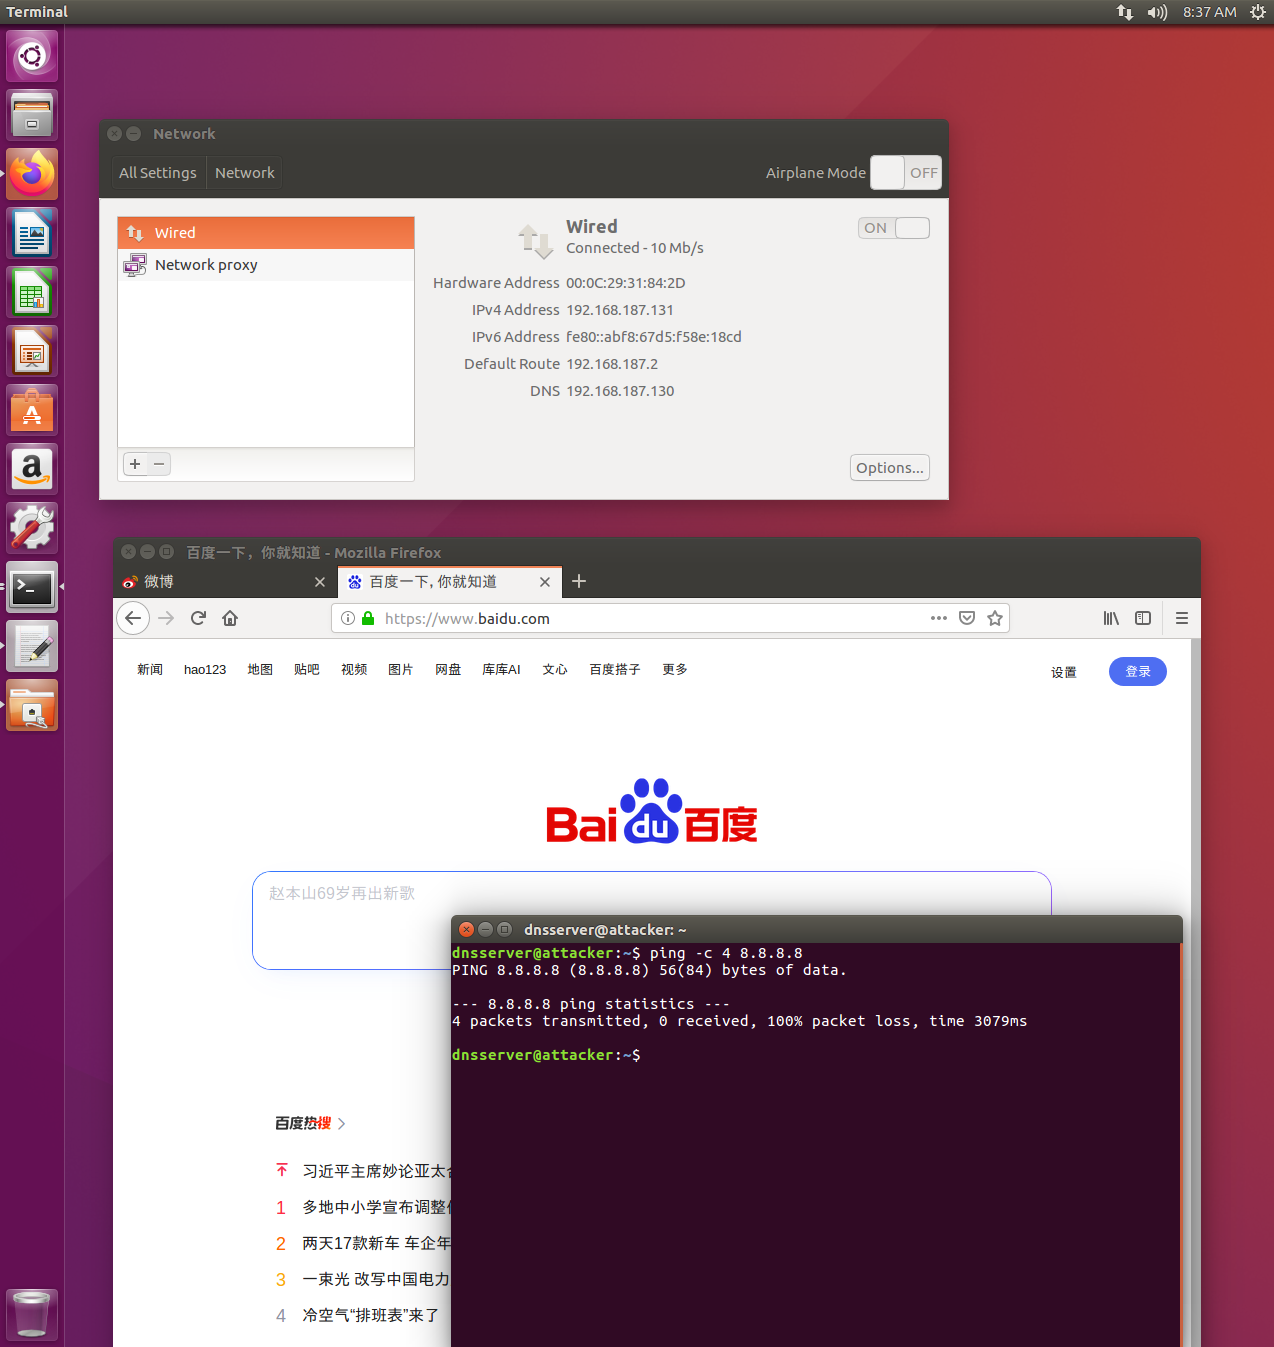 Terminal
8:37 AM
Network
All Settings
Network
Airplane Mode
OFF
Wired
Network proxy
Wired
Connected - 10 Mb/s
ON
Hardware Address 00:0C:29:31:84:2D
IPv4 Address 192.168.187.131
IPv6 Address fe80::abf8:67d5:f58e:18cd
Default Route 192.168.187.2
DNS 192.168.187.130
Options...
百度一下，你就知道 - Mozilla Firefox
微博
百度一下, 你就知道
https://www.baidu.com
新闻 hao123 地图 贴吧 视频 图片 网盘 库库AI 文心 百度搭子 更多
设置 登录
Bai du 百度
赵本山69岁再出新歌
dnsserver@attacker: ~
dnsserver@attacker:~$ ping -c 4 8.8.8.8
PING 8.8.8.8 (8.8.8.8) 56(84) bytes of data.
--- 8.8.8.8 ping statistics ---
4 packets transmitted, 0 received, 100% packet loss, time 3079ms
dnsserver@attacker:~$
百度热搜
习近平主席妙论亚太
1 多地中小学宣布调整
2 两天17款新车 车企年
3 一束光 改写中国电力
4 冷空气“排班表”来了